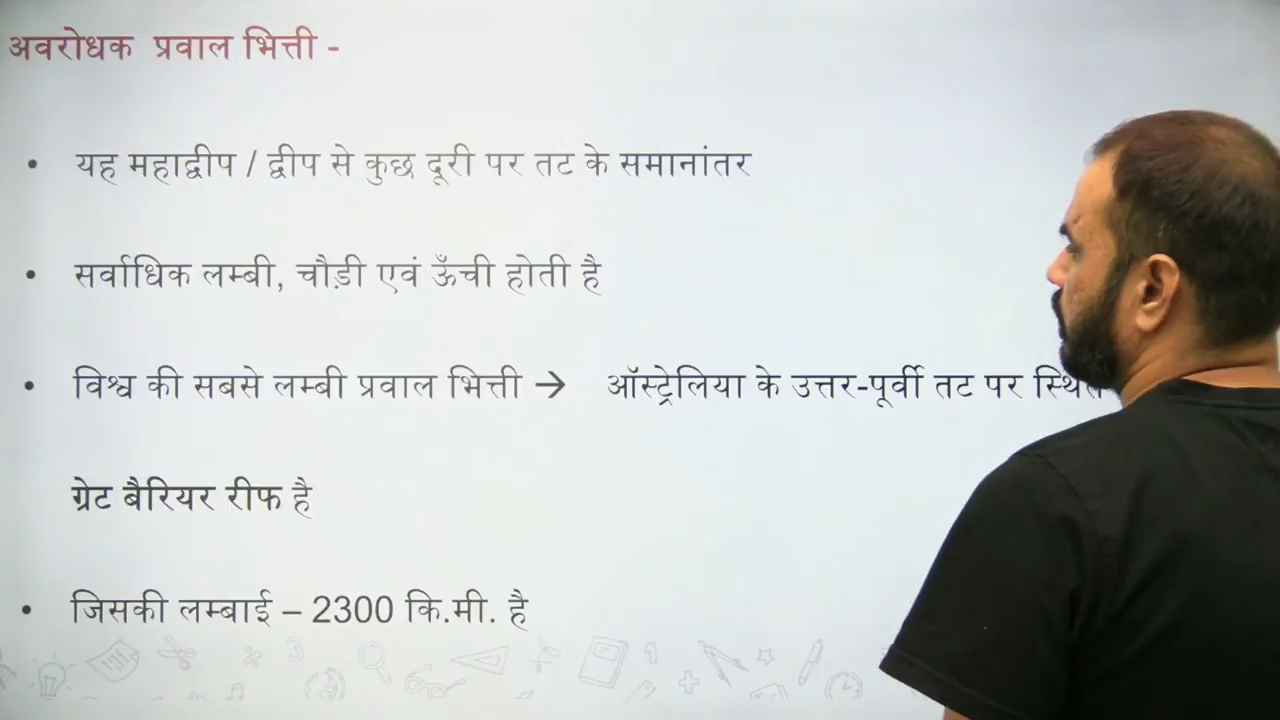 अवरोधक प्रवाल भित्ती -
• यह महाद्वीप / द्वीप से कुछ दूरी पर तट के समानांतर
• सर्वाधिक लम्बी, चौड़ी एवं ऊँची होती है
• विश्व की सबसे लम्बी प्रवाल भित्ती → ऑस्ट्रेलिया के उत्तर-पूर्वी तट पर स्थित
ग्रेट बैरियर रीफ है
• जिसकी लम्बाई – 2300 कि.मी. है